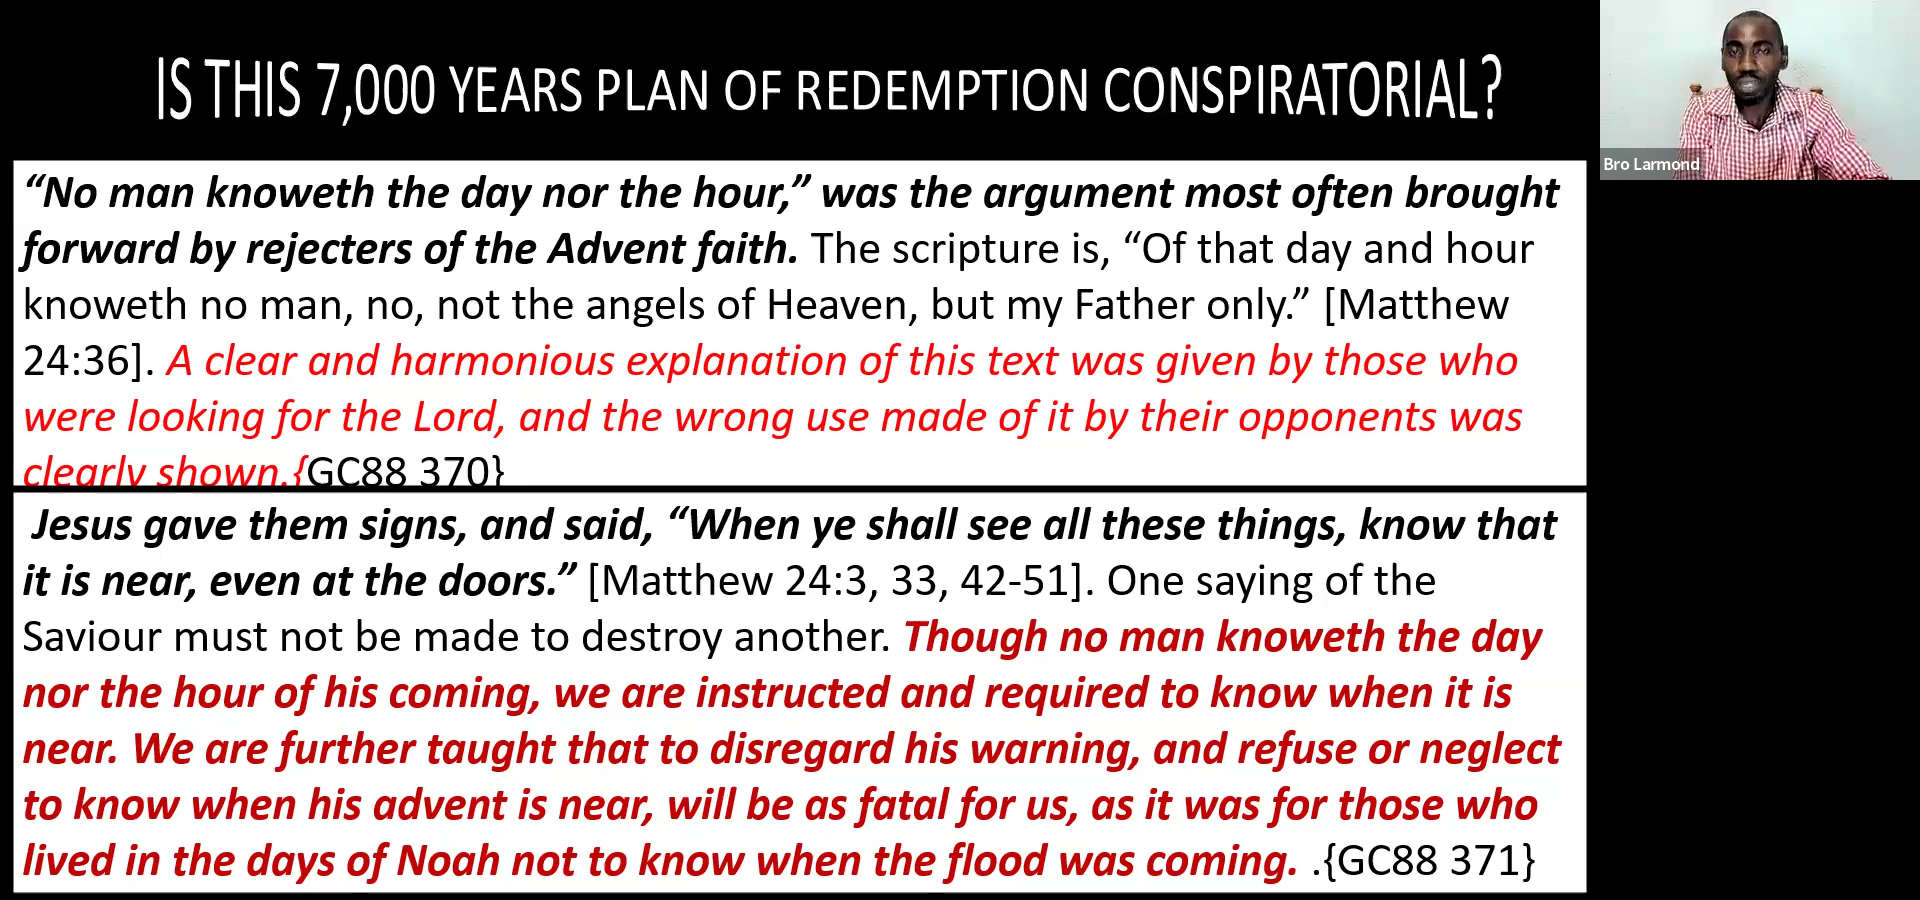 IS THIS 7,000 YEARS PLAN OF REDEMPTION CONSPIRATORIAL?
Bro Larmond
“No man knoweth the day nor the hour,” was the argument most often brought
forward by rejecters of the Advent faith. The scripture is, “Of that day and hour
knoweth no man, no, not the angels of Heaven, but my Father only.” [Matthew
24:36]. A clear and harmonious explanation of this text was given by those who
were looking for the Lord, and the wrong use made of it by their opponents was
clearly shown.{GC88 370}
Jesus gave them signs, and said, “When ye shall see all these things, know that
it is near, even at the doors.” [Matthew 24:3, 33, 42-51]. One saying of the
Saviour must not be made to destroy another. Though no man knoweth the day
nor the hour of his coming, we are instructed and required to know when it is
near. We are further taught that to disregard his warning, and refuse or neglect
to know when his advent is near, will be as fatal for us, as it was for those who
lived in the days of Noah not to know when the flood was coming. .{GC88 371}